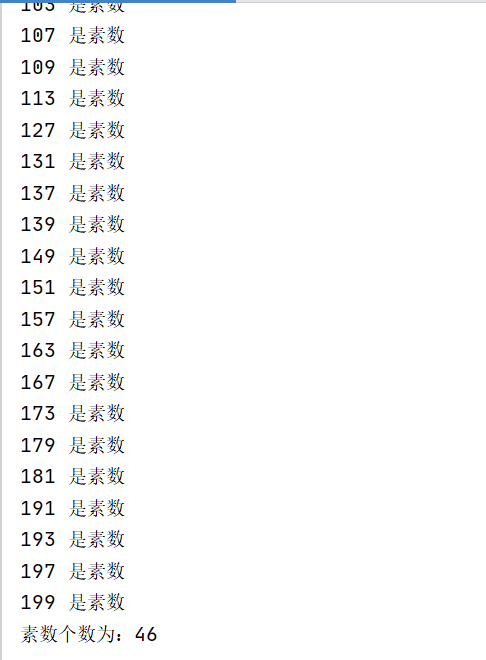 103 是素数
107 是素数
109 是素数
113 是素数
127 是素数
131 是素数
137 是素数
139 是素数
149 是素数
151 是素数
157 是素数
163 是素数
167 是素数
173 是素数
179 是素数
181 是素数
191 是素数
193 是素数
197 是素数
199 是素数
素数个数为：46